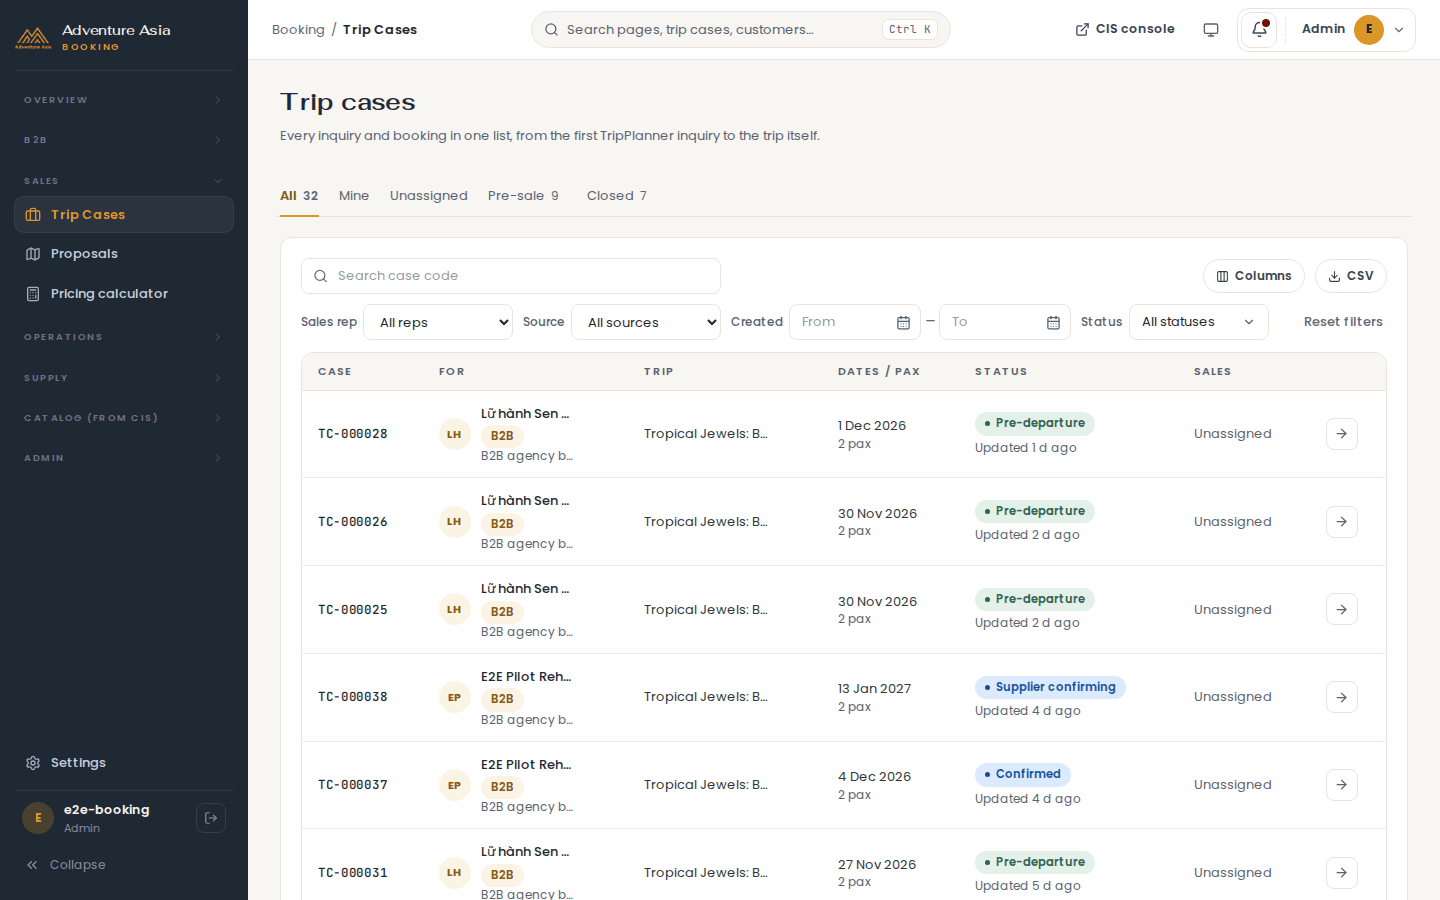 Adventure Asia
BOOKING
Adventure Asia
Booking / Trip Cases
Search pages, trip cases, customers...
Ctrl K
CIS console
Admin
E
OVERVIEW
B2B
SALES
Trip Cases
Proposals
Pricing calculator
OPERATIONS
SUPPLY
CATALOG (FROM CIS)
ADMIN
Settings
E
e2e-booking
Admin
Collapse
Trip cases
Every inquiry and booking in one list, from the first TripPlanner inquiry to the trip itself.
All 32
Mine
Unassigned
Pre-sale 9
Closed 7
Search case code
Columns
CSV
Sales rep
All reps
Source
All sources
Created
From
–
To
Status
All statuses
Reset filters
CASE FOR TRIP DATES / PAX STATUS SALES
TC-000028
LH
Lữ hành Sen ...
B2B
B2B agency b...
Tropical Jewels: B...
1 Dec 2026
2 pax
Pre-departure
Updated 1 d ago
Unassigned
TC-000026
LH
Lữ hành Sen ...
B2B
B2B agency b...
Tropical Jewels: B...
30 Nov 2026
2 pax
Pre-departure
Updated 2 d ago
Unassigned
TC-000025
LH
Lữ hành Sen ...
B2B
B2B agency b...
Tropical Jewels: B...
30 Nov 2026
2 pax
Pre-departure
Updated 2 d ago
Unassigned
TC-000038
EP
E2E Pilot Reh...
B2B
B2B agency b...
Tropical Jewels: B...
13 Jan 2027
2 pax
Supplier confirming
Updated 4 d ago
Unassigned
TC-000037
EP
E2E Pilot Reh...
B2B
B2B agency b...
Tropical Jewels: B...
4 Dec 2026
2 pax
Confirmed
Updated 4 d ago
Unassigned
TC-000031
LH
Lữ hành Sen ...
B2B
B2B agency b...
Tropical Jewels: B...
27 Nov 2026
2 pax
Pre-departure
Updated 5 d ago
Unassigned